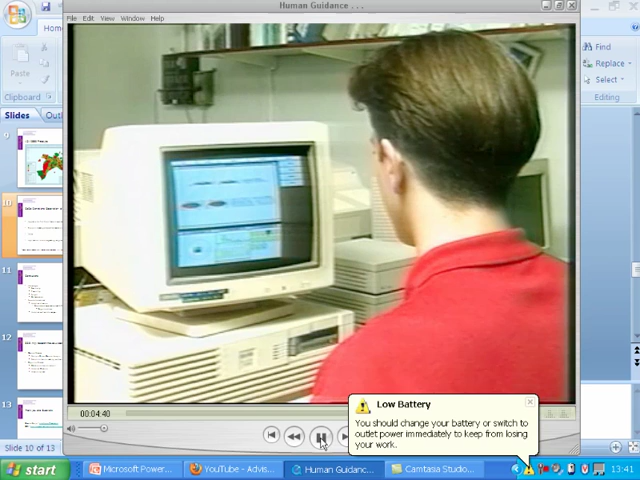 Human Guidance . . .
File Edit View Window Help
Home
Paste
Clipboard
Find
Replace
Select
Editing
Slides
9
10
11
12
13
00:04:40
Low Battery
You should change your battery or switch to
outlet power immediately to keep from losing
your work.
Slide 10 of 13
start
Microsoft Power...
YouTube - Advis...
Human Guidanc...
Camtasia Studio...
13:41